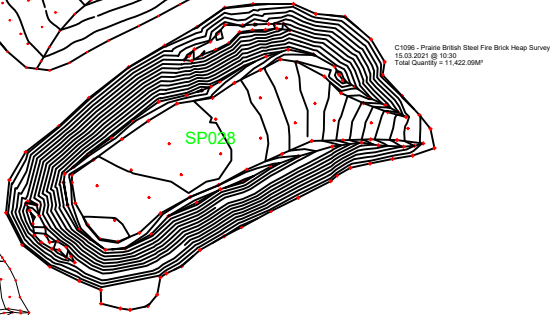 C1096 - Prairie British Steel Fire Brick Heap Survey
15.03.2021 @ 10:30
Total Quantity = 11,422.09M³
SP028